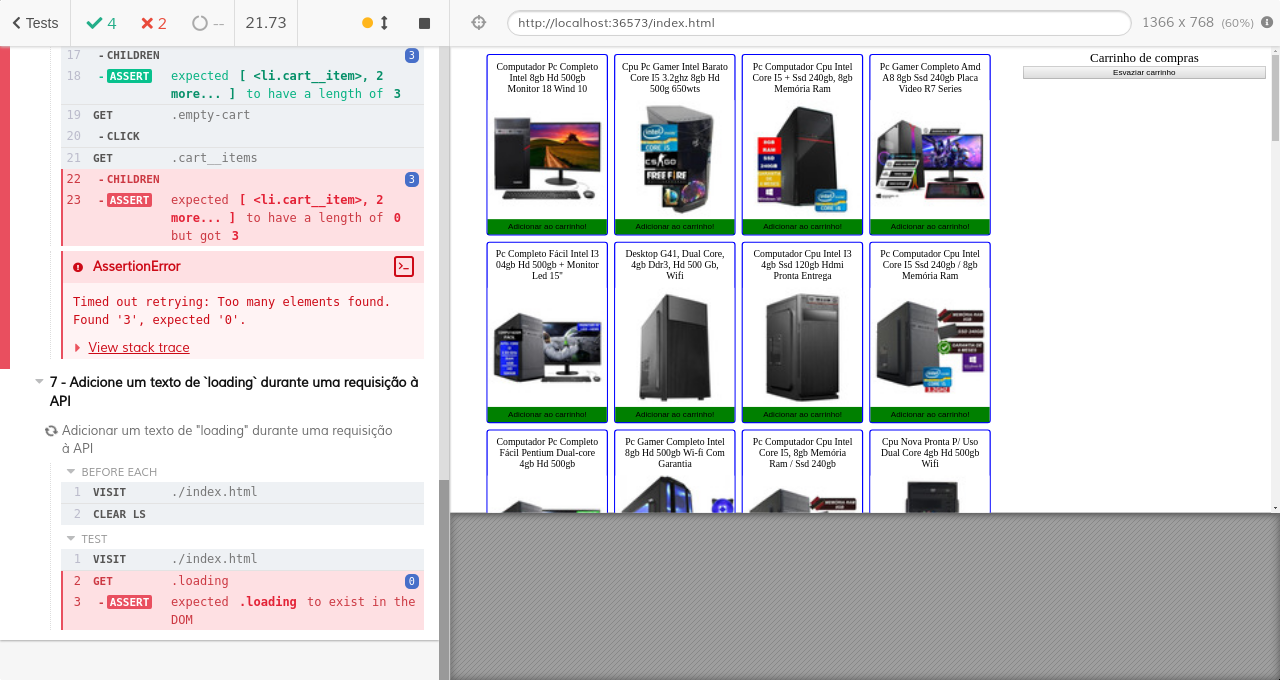 Tests
4
2
--
21.73
http://localhost:36573/index.html
1366 x 768 (60%)
17 - CHILDREN 3
18 - ASSERT expected [ <li.cart__item>, 2
more... ] to have a length of 3
19 GET .empty-cart
20 - CLICK
21 GET .cart__items
22 - CHILDREN 3
23 - ASSERT expected [ <li.cart__item>, 2
more... ] to have a length of 0
but got 3
AssertionError
Timed out retrying: Too many elements found.
Found '3', expected '0'.
View stack trace
7 - Adicione um texto de `loading` durante uma requisição à
API
Adicionar um texto de "loading" durante uma requisição
à API
BEFORE EACH
1 VISIT ./index.html
2 CLEAR LS
TEST
1 VISIT ./index.html
2 GET .loading 0
3 - ASSERT expected .loading to exist in the
DOM
Computador Pc Completo
Intel 8gb Hd 500gb
Monitor 18 Wind 10
Adicionar ao carrinho!
Cpu Pc Gamer Intel Barato
Core I5 3.2ghz 8gb Hd
500g 650wts
intel
CORE i5
CS:GO
FREE FIRE
Adicionar ao carrinho!
Pc Computador Cpu Intel
Core I5 + Ssd 240gb, 8gb
Memória Ram
8GB
RAM
SSD
240GB
intel
CORE i5
Adicionar ao carrinho!
Pc Gamer Completo Amd
A8 8gb Ssd 240gb Placa
Video R7 Series
Adicionar ao carrinho!
Pc Completo Fácil Intel I3
04gb Hd 500gb + Monitor
Led 15"
Adicionar ao carrinho!
Desktop G41, Dual Core,
4gb Ddr3, Hd 500 Gb,
Wifi
Adicionar ao carrinho!
Computador Cpu Intel I3
4gb Ssd 120gb Hdmi
Pronta Entrega
Adicionar ao carrinho!
Pc Computador Cpu Intel
Core I5 Ssd 240gb / 8gb
Memória Ram
Adicionar ao carrinho!
Computador Pc Completo
Fácil Pentium Dual-core
4gb Hd 500gb
Pc Gamer Completo Intel
8gb Hd 500gb Wi-fi Com
Garantia
Pc Computador Cpu Intel
Core I5, 8gb Memória
Ram / Ssd 240gb
Cpu Nova Pronta P/ Uso
Dual Core 4gb Hd 500gb
Wifi
Carrinho de compras
Esvaziar carrinho